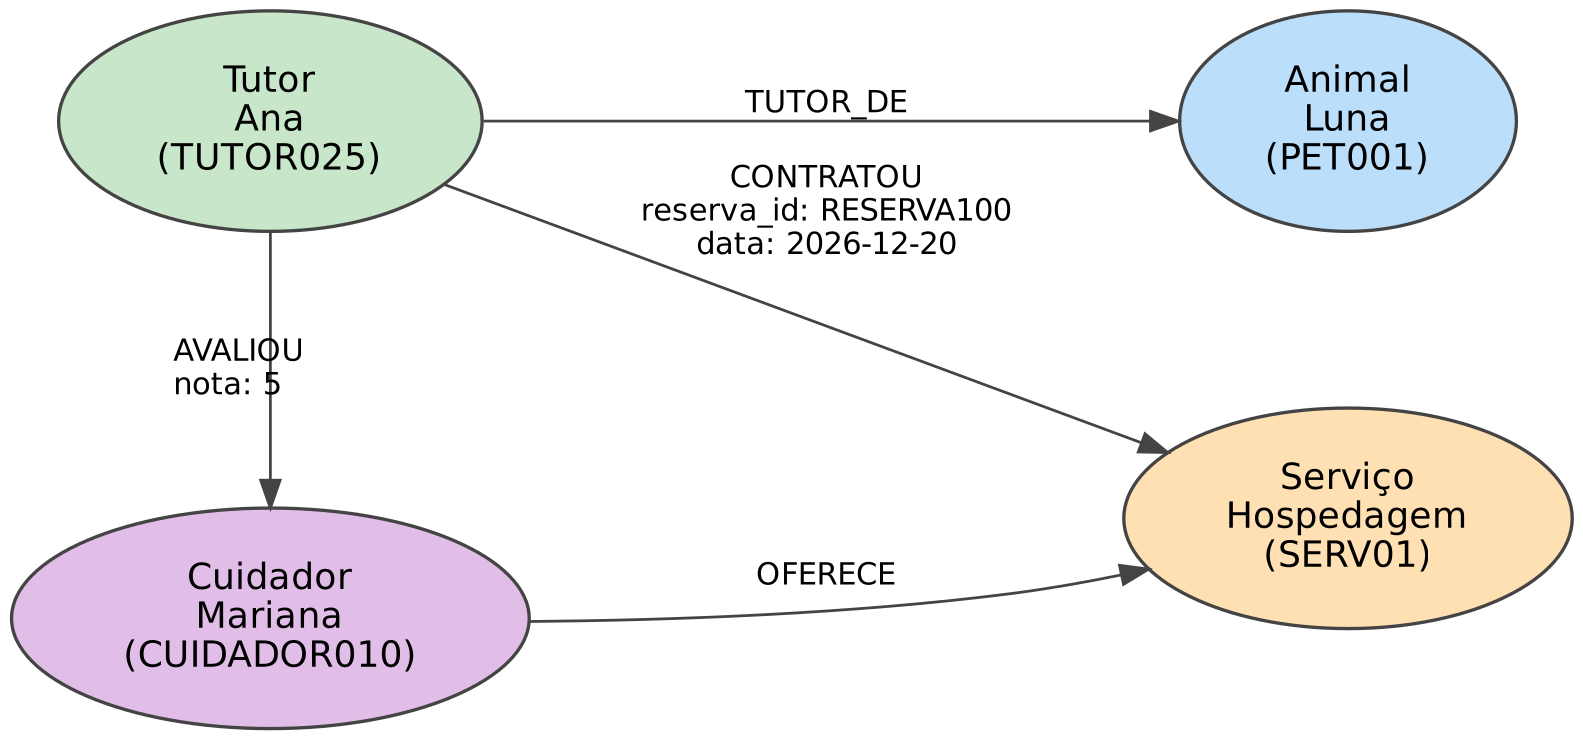 Tutor
Ana
(TUTOR025)
TUTOR_DE
Animal
Luna
(PET001)
CONTRATOU
reserva_id: RESERVA100
data: 2026-12-20
AVALIOU
nota: 5
Cuidador
Mariana
(CUIDADOR010)
OFERECE
Serviço
Hospedagem
(SERV01)